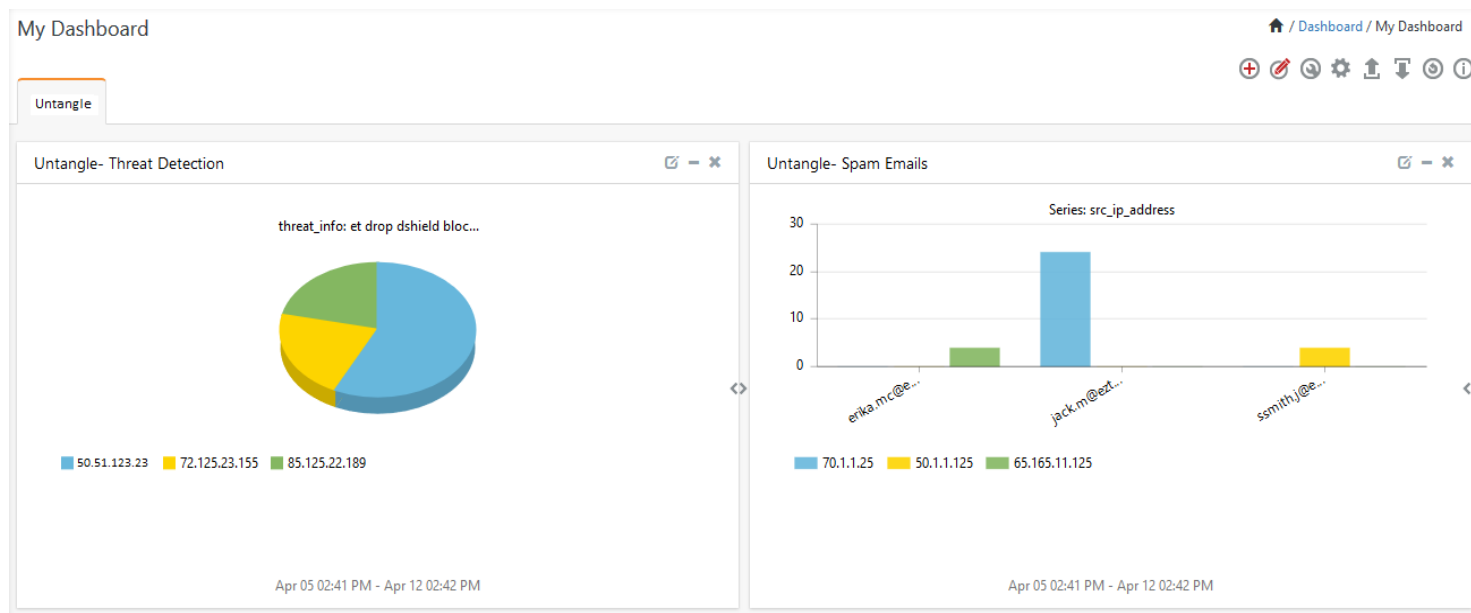 My Dashboard
/ Dashboard / My Dashboard
Untangle
Untangle- Threat Detection
threat_info: et drop dshield bloc...
50.51.123.23 72.125.23.155 85.125.22.189
Apr 05 02:41 PM - Apr 12 02:42 PM
Untangle- Spam Emails
Series: src_ip_address
30
20
10
0
erika.mc@e...
jack.m@ezt...
ssmith.j@e...
70.1.1.25 50.1.1.125 65.165.11.125
Apr 05 02:41 PM - Apr 12 02:42 PM